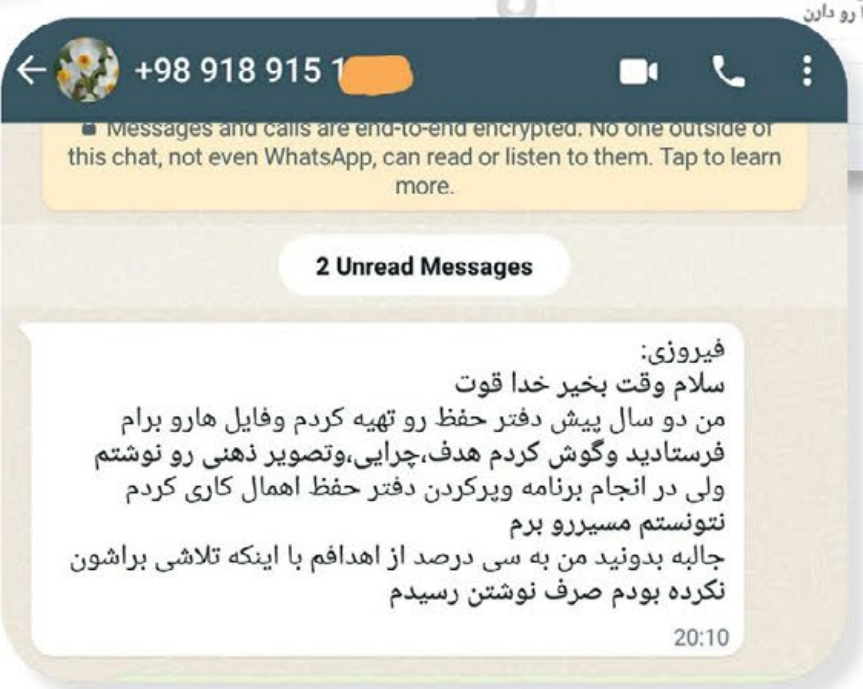 رو دارن
+98 918 915 1
Messages and calls are end-to-end encrypted. No one outside of
this chat, not even WhatsApp, can read or listen to them. Tap to learn
more.
2 Unread Messages
فیروزی:
سلام وقت بخیر خدا قوت
من دو سال پیش دفتر حفظ رو تهیه کردم وفایل هارو برام
فرستادید وگوش کردم هدف،چرایی،وتصویر ذهنی رو نوشتم
ولی در انجام برنامه وپرکردن دفتر حفظ اهمال کاری کردم
نتونستم مسیررو برم
جالبه بدونید من به سی درصد از اهدافم با اینکه تلاشی براشون
نکرده بودم صرف نوشتن رسیدم
20:10